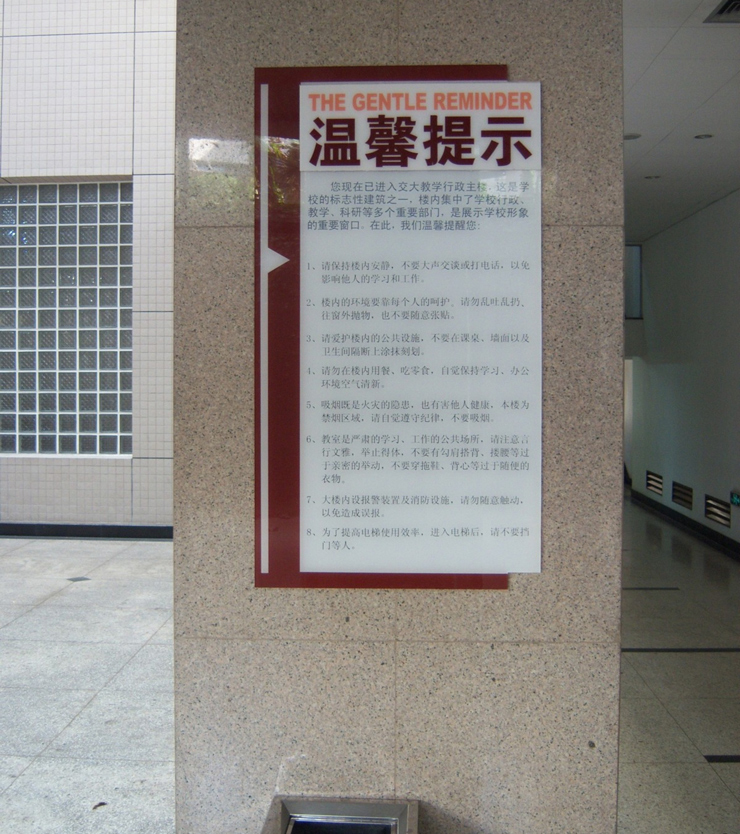 THE GENTLE REMINDER
温馨提示
您现在已进入交大教学行政主楼,这是学
校的标志性建筑之一,楼内集中了学校行政、
教学、科研等多个重要部门,是展示学校形象
的重要窗口。在此,我们温馨提醒您:
1、请保持楼内安静,不要大声交谈或打电话,以免
影响他人的学习和工作。
2、楼内的环境要靠每个人的呵护,请勿乱吐乱扔、
往窗外抛物,也不要随意张贴。
3、请爱护楼内的公共设施,不要在课桌、墙面以及
卫生间隔断上涂抹刻划。
4、请勿在楼内用餐,吃零食,自觉保持学习、办公
环境空气清新。
5、吸烟既是火灾的隐患,也有害他人健康,本楼为
禁烟区域,请自觉遵守纪律,不要吸烟。
6、教室是严肃的学习、工作的公共场所,请注意言
行文雅,举止得体,不要有勾肩搭背、搂腰等过
于亲密的举动,不要穿拖鞋、背心等过于随便的
衣物。
7、大楼内设报警装置及消防设施,请勿随意触动,
以免造成误报。
8、为了提高电梯使用效率,进入电梯后,请不要挡
门等人。